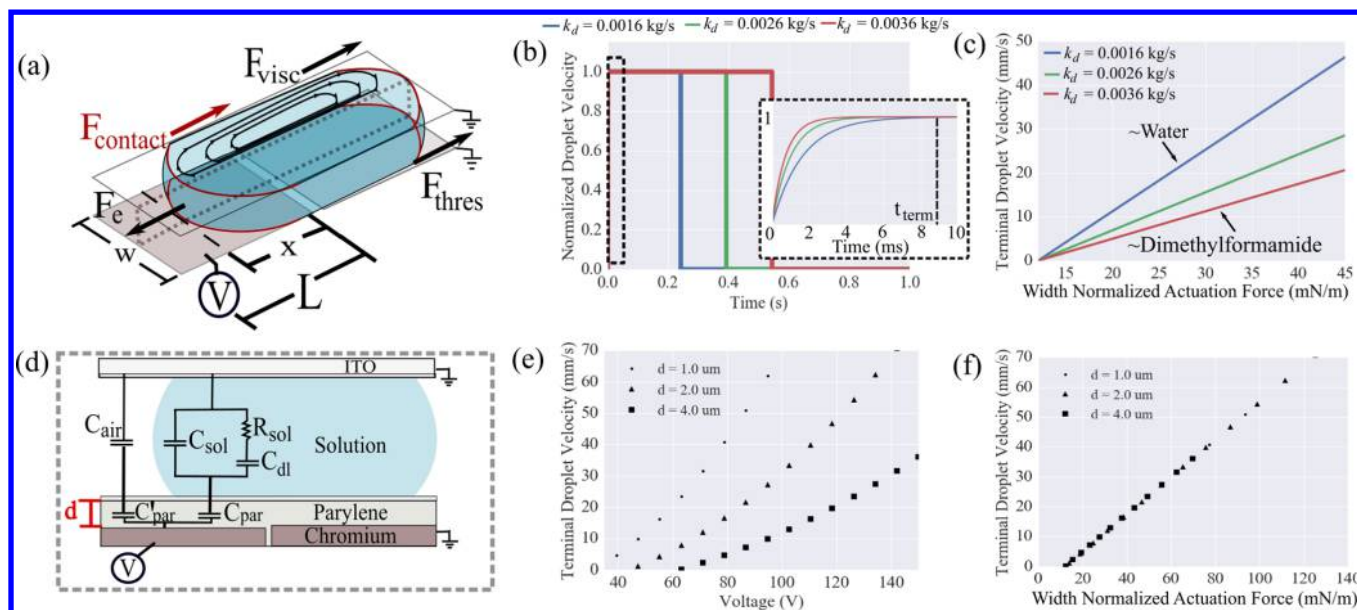 (a)
F_visc
F_contact
F_e
F_thres
w
x
L
V
(b)
k_d = 0.0016 kg/s k_d = 0.0026 kg/s k_d = 0.0036 kg/s
Normalized Droplet Velocity
1.0
0.8
0.6
0.4
0.2
0.0
0.0 0.2 0.4 0.6 0.8 1.0
Time (s)
1
t_term
0 2 4 6 8 10
Time (ms)
(c)
Terminal Droplet Velocity (mm/s)
50
40
30
20
10
0
k_d = 0.0016 kg/s
k_d = 0.0026 kg/s
k_d = 0.0036 kg/s
~Water
~Dimethylformamide
15 20 25 30 35 40 45
Width Normalized Actuation Force (mN/m)
(d)
ITO
C_air
C_sol
R_sol
C_dl
Solution
d
C'_par
C_par
Parylene
Chromium
V
(e)
Terminal Droplet Velocity (mm/s)
70
60
50
40
30
20
10
0
d = 1.0 um
d = 2.0 um
d = 4.0 um
40 60 80 100 120 140
Voltage (V)
(f)
Terminal Droplet Velocity (mm/s)
70
60
50
40
30
20
10
0
d = 1.0 um
d = 2.0 um
d = 4.0 um
0 20 40 60 80 100 120 140
Width Normalized Actuation Force (mN/m)